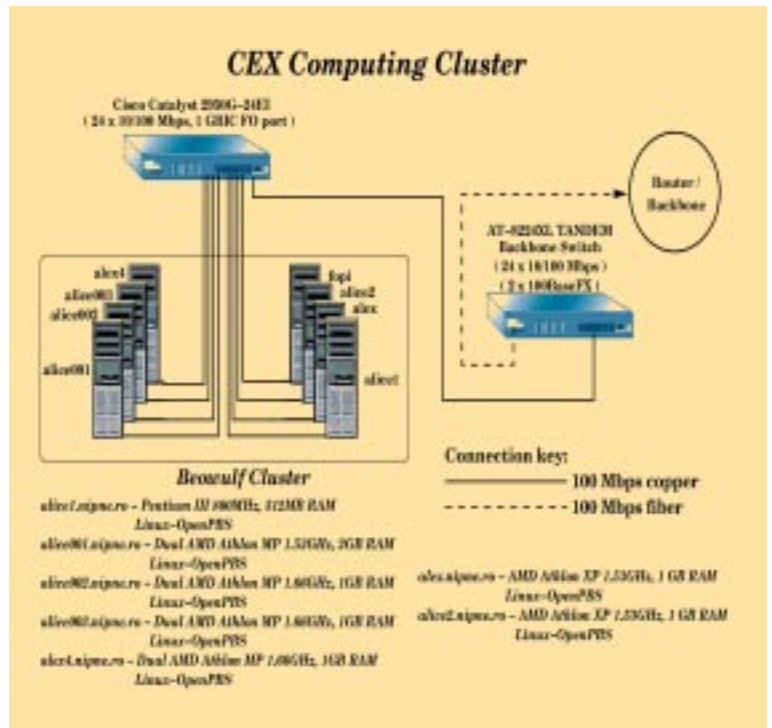 CEX Computing Cluster
Cisco Catalyst 2950G-24EI
( 24 x 10/100 Mbps, 1 GBIC FO port )
Router /
Backbone
AT-8224XL TANDEM
Backbone Switch
( 24 x 10/100 Mbps )
( 2 x 100BaseFX )
alex4
alice003
alice002
alice001
fopi
alice2
alex
alice1
Beowulf Cluster
Connection key:
100 Mbps copper
100 Mbps fiber
alice1.nipne.ro - Pentium III 800MHz, 512MB RAM
Linux-OpenPBS
alice001.nipne.ro - Dual AMD Athlon MP 1.53GHz, 2GB RAM
Linux-OpenPBS
alice002.nipne.ro - Dual AMD Athlon MP 1.66GHz, 1GB RAM
Linux-OpenPBS
alice003.nipne.ro - Dual AMD Athlon MP 1.66GHz, 1GB RAM
Linux-OpenPBS
alex4.nipne.ro - Dual AMD Athlon MP 1.66GHz, 1GB RAM
Linux-OpenPBS
alex.nipne.ro - AMD Athlon XP 1.53GHz, 1 GB RAM
Linux-OpenPBS
alice2.nipne.ro - AMD Athlon XP 1.53GHz, 1 GB RAM
Linux-OpenPBS